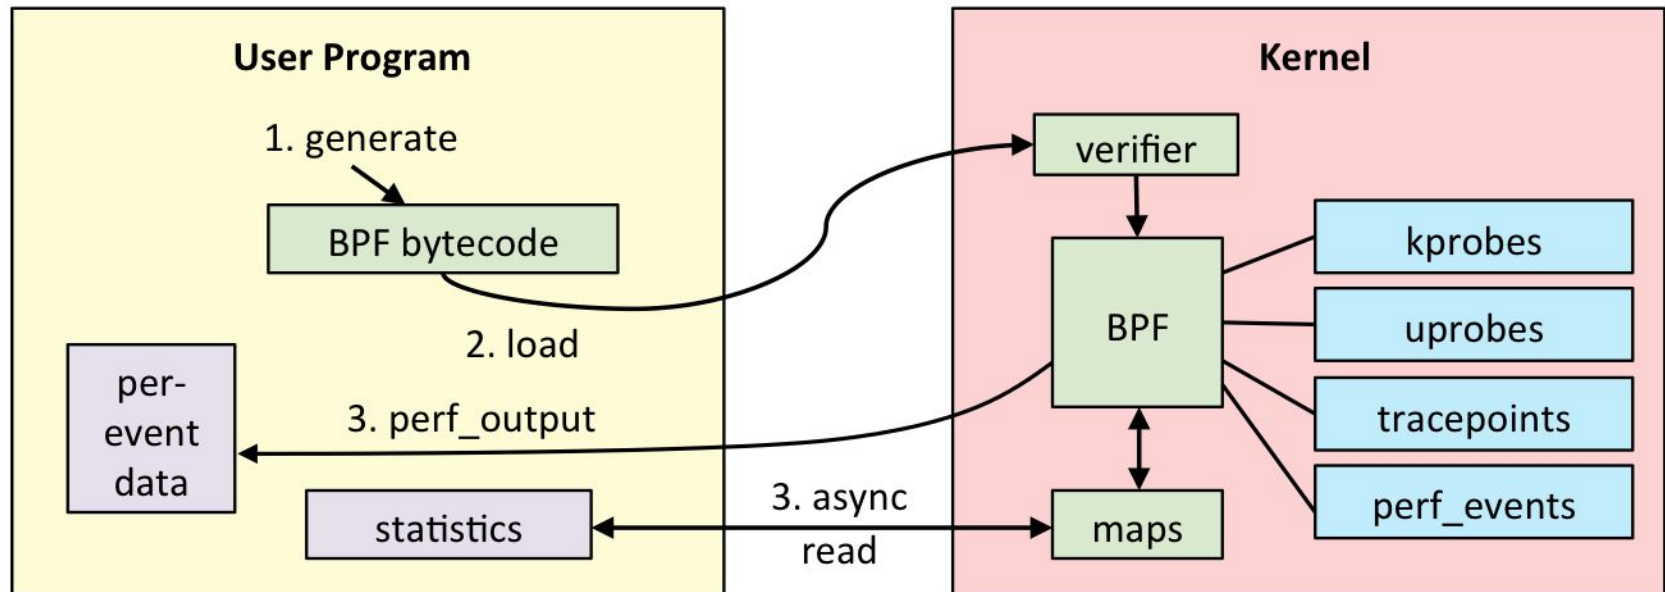 User Program
1. generate
BPF bytecode
2. load
per-
event
data
3. perf_output
statistics
3. async
read
Kernel
verifier
BPF
maps
kprobes
uprobes
tracepoints
perf_events